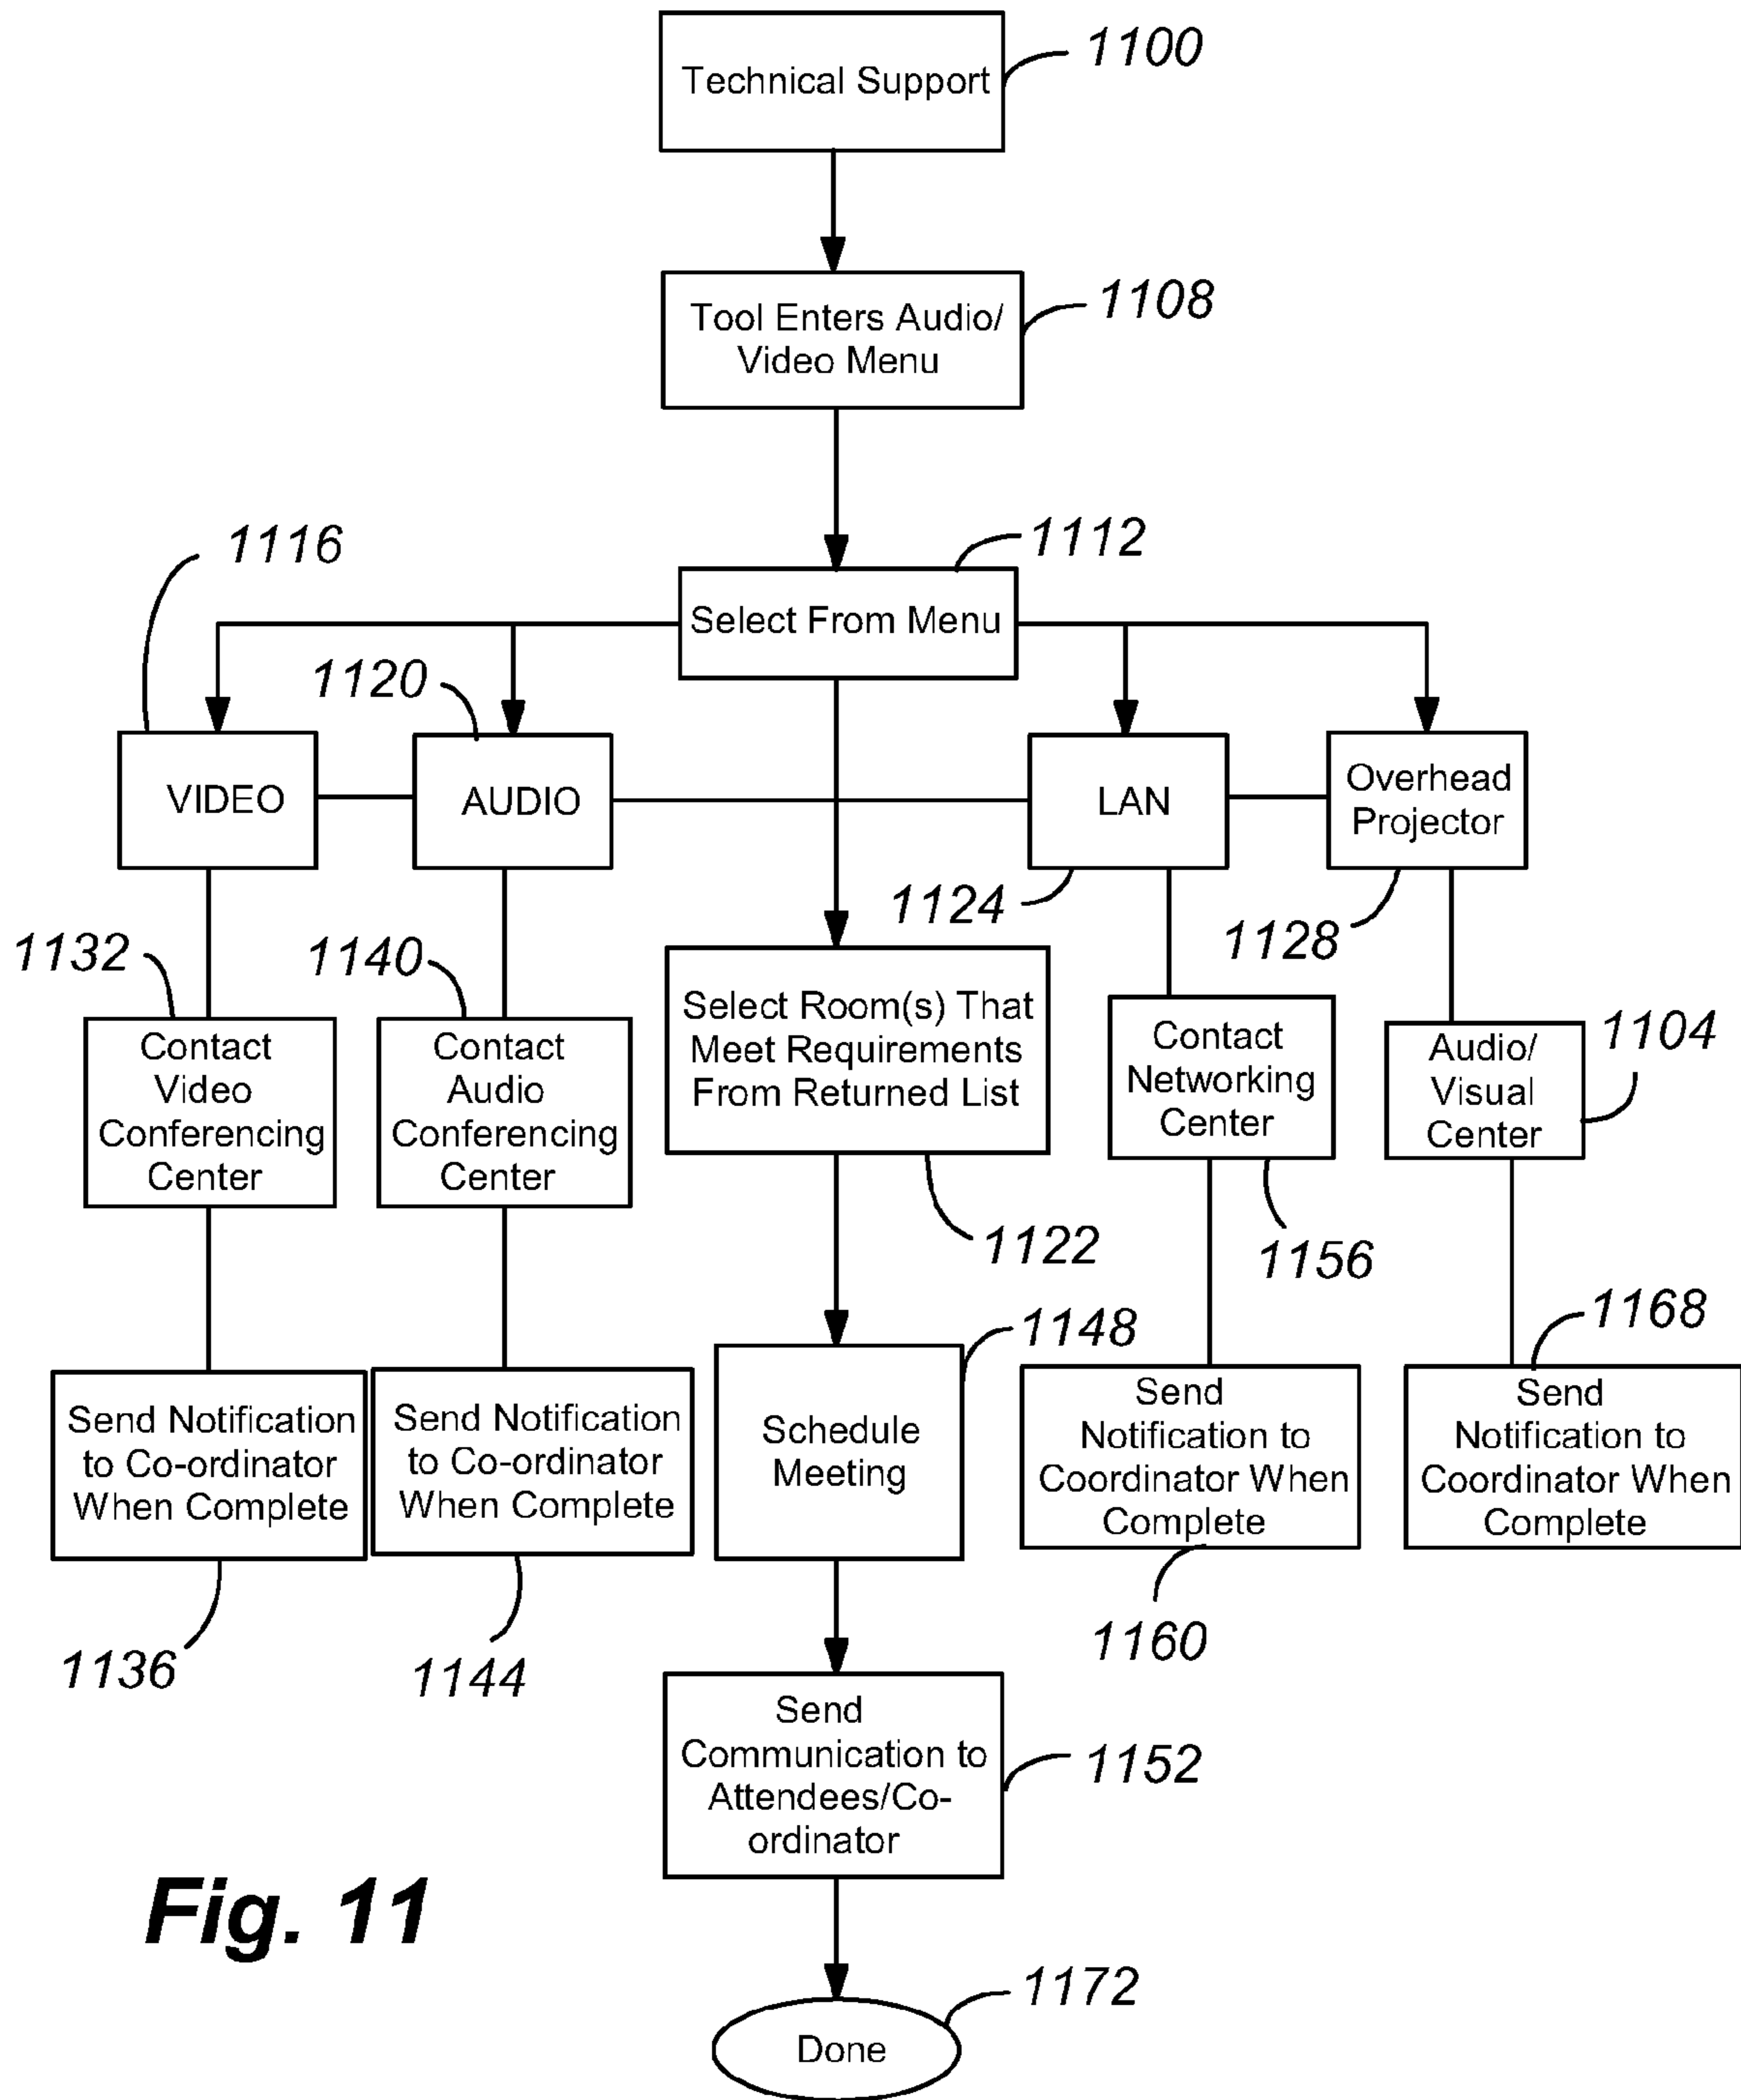 Technical Support
1100
Tool Enters Audio/
Video Menu
1108
1112
1116
Select From Menu
1120
VIDEO
AUDIO
LAN
Overhead
Projector
1124
1128
1132
1140
Select Room(s) That
Meet Requirements
From Returned List
1122
Contact
Video
Conferencing
Center
Contact
Audio
Conferencing
Center
Contact
Networking
Center
1156
Audio/
Visual
Center
1104
1148
1168
Send Notification
to Co-ordinator
When Complete
1136
Send Notification
to Co-ordinator
When Complete
1144
Schedule
Meeting
Send
Notification to
Coordinator When
Complete
1160
Send
Notification to
Coordinator When
Complete
Send
Communication to
Attendees/Co-
ordinator
1152
Fig. 11
1172
Done